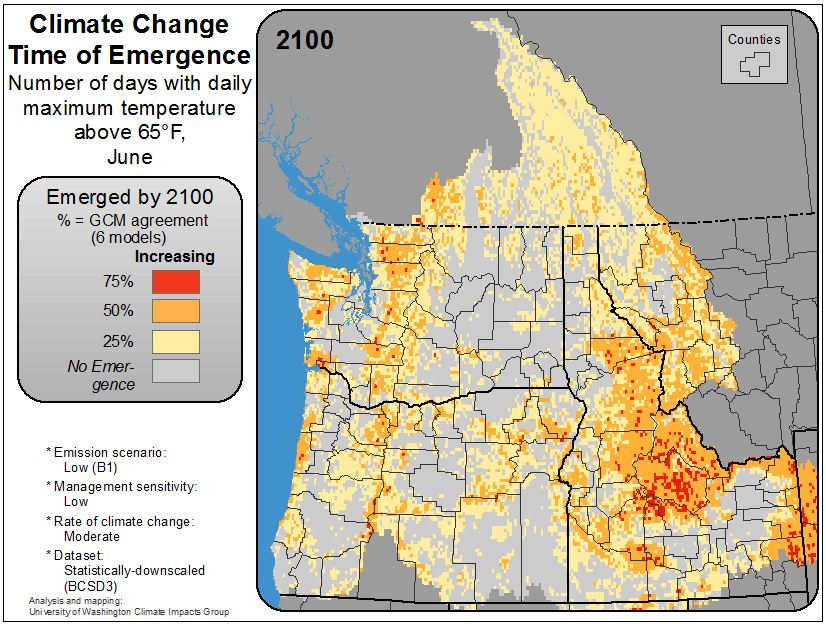 Climate Change
Time of Emergence
Number of days with daily
maximum temperature
above 65°F,
June
Emerged by 2100
% = GCM agreement
(6 models)
Increasing
75%
50%
25%
No Emer-
gence
* Emission scenario:
Low (B1)
* Management sensitivity:
Low
* Rate of climate change:
Moderate
* Dataset:
Statistically-downscaled
(BCSD3)
Analysis and mapping:
University of Washington Climate Impacts Group
2100
Counties